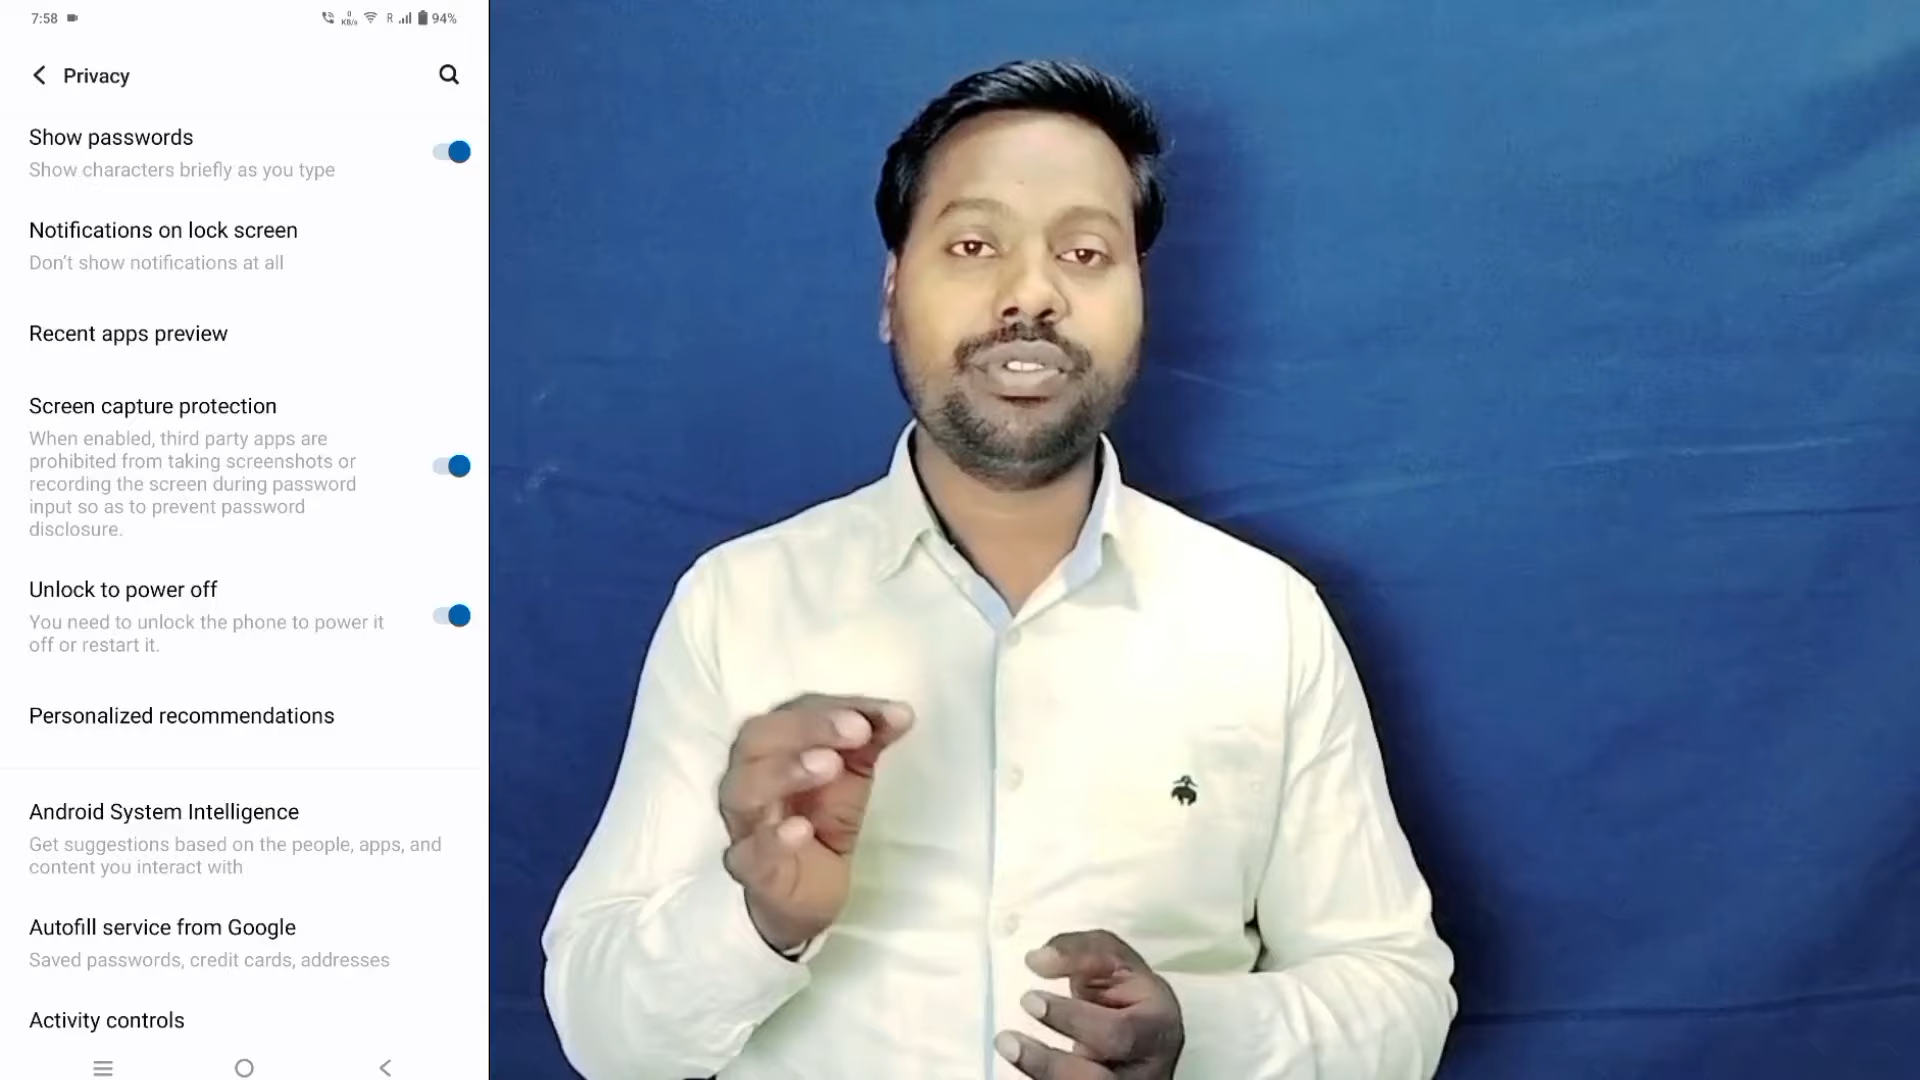 7:58
0
KB/s
R
94%
Privacy
Show passwords
Show characters briefly as you type
Notifications on lock screen
Don't show notifications at all
Recent apps preview
Screen capture protection
When enabled, third party apps are
prohibited from taking screenshots or
recording the screen during password
input so as to prevent password
disclosure.
Unlock to power off
You need to unlock the phone to power it
off or restart it.
Personalized recommendations
Android System Intelligence
Get suggestions based on the people, apps, and
content you interact with
Autofill service from Google
Saved passwords, credit cards, addresses
Activity controls